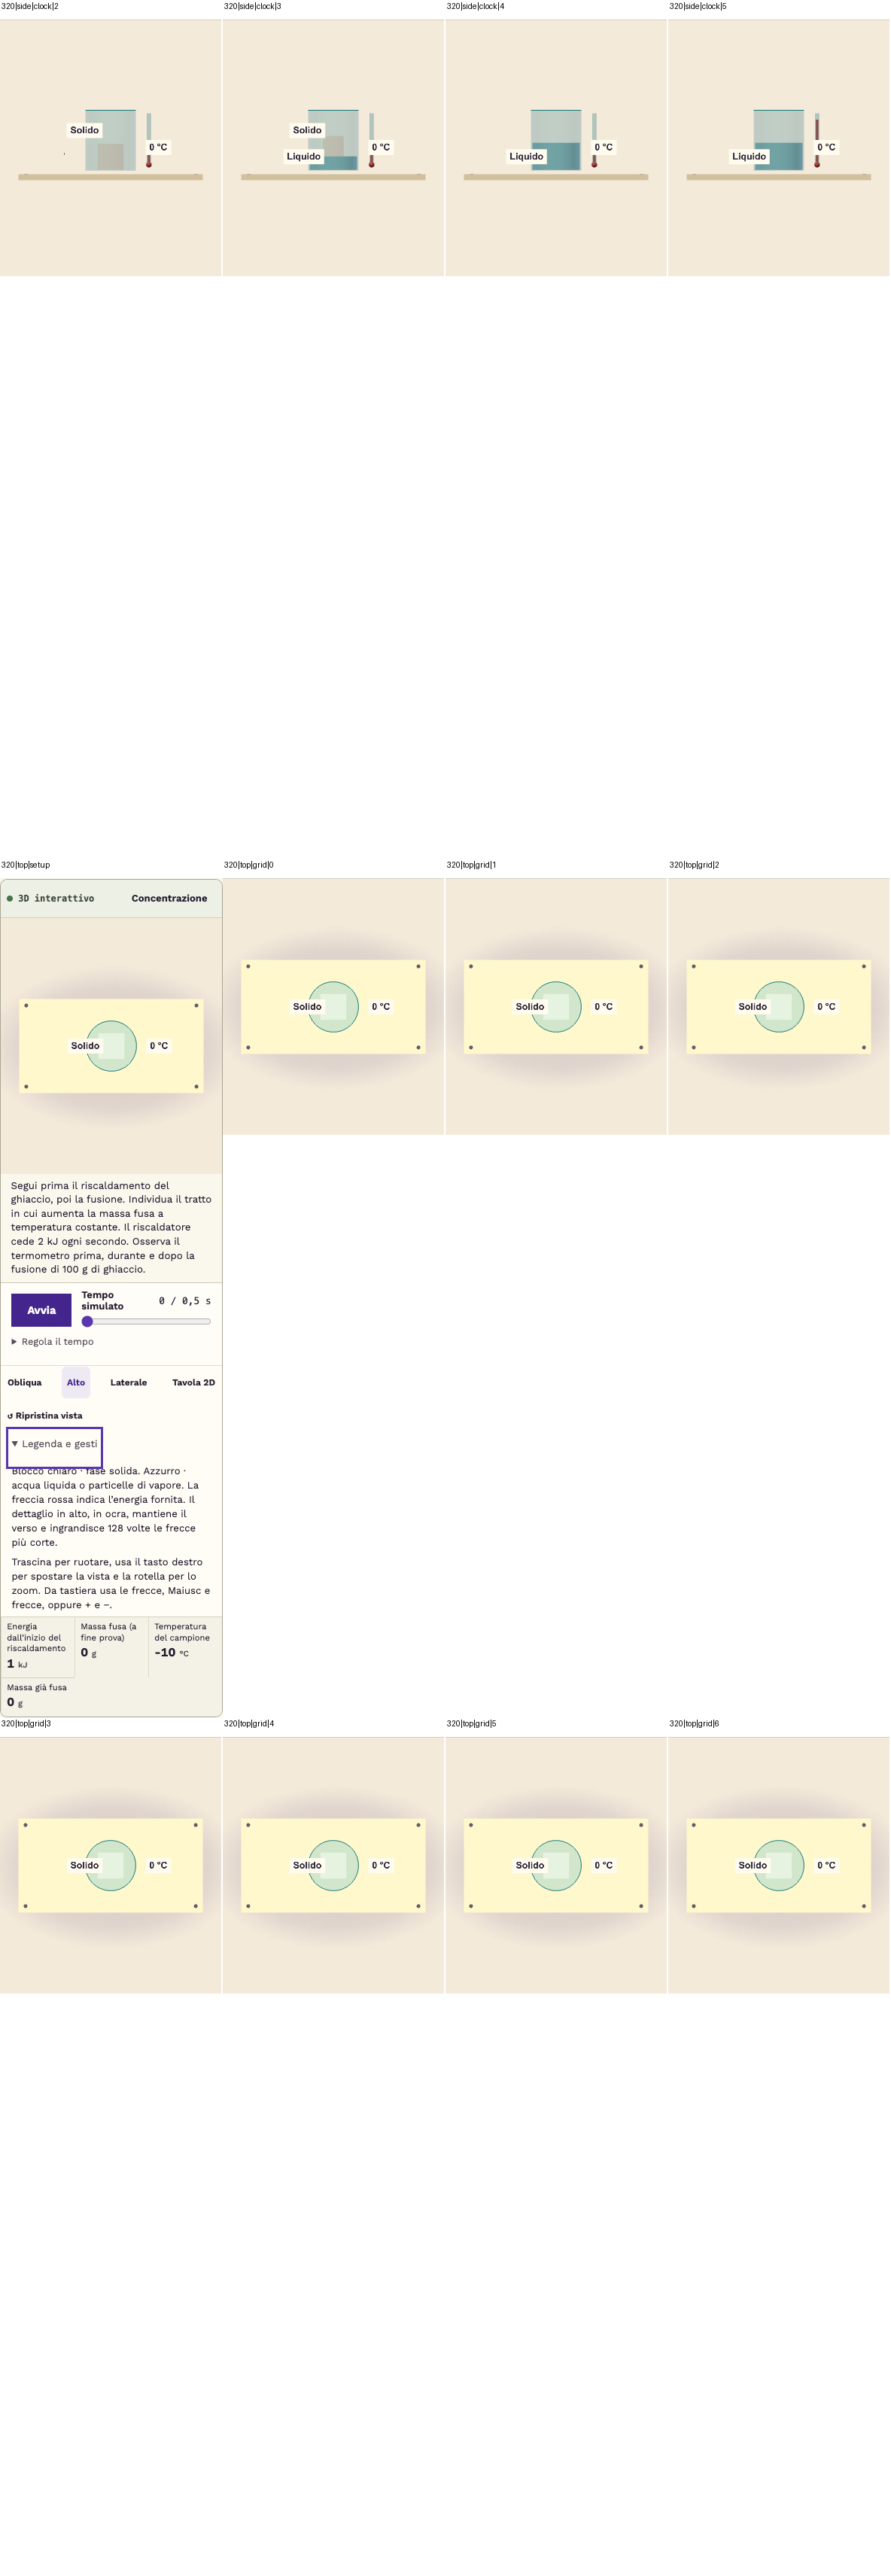 320|side|clock|2
320|side|clock|3
320|side|clock|4
320|side|clock|5
Solido
0 °C
Solido
Liquido
0 °C
Liquido
0 °C
Liquido
0 °C
320|top|setup
320|top|grid|0
320|top|grid|1
320|top|grid|2
3D interattivo
Concentrazione
Solido
0 °C
Solido
0 °C
Solido
0 °C
Solido
0 °C
Segui prima il riscaldamento del
ghiaccio, poi la fusione. Individua il tratto
in cui aumenta la massa fusa a
temperatura costante. Il riscaldatore
cede 2 kJ ogni secondo. Osserva il
termometro prima, durante e dopo la
fusione di 100 g di ghiaccio.
Avvia
Tempo
simulato
0 / 0,5 s
▶ Regola il tempo
Obliqua
Alto
Laterale
Tavola 2D
↺ Ripristina vista
▼ Legenda e gesti
Blocco chiaro · fase solida. Azzurro ·
acqua liquida o particelle di vapore. La
freccia rossa indica l’energia fornita. Il
dettaglio in alto, in ocra, mantiene il
verso e ingrandisce 128 volte le frecce
più corte.
Trascina per ruotare, usa il tasto destro
per spostare la vista e la rotella per lo
zoom. Da tastiera usa le frecce, Maiusc e
frecce, oppure + e −.
Energia
dall’inizio del
riscaldamento
1 kJ
Massa fusa (a
fine prova)
0 g
Temperatura
del campione
-10 °C
Massa già fusa
0 g
320|top|grid|3
320|top|grid|4
320|top|grid|5
320|top|grid|6
Solido
0 °C
Solido
0 °C
Solido
0 °C
Solido
0 °C